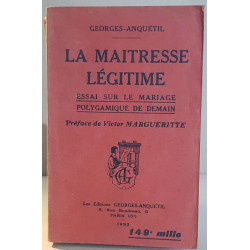 GEORGES-ANQUETIL
LA MAITRESSE
LÉGITIME
ESSAI SUR LE MARIAGE
POLYGAMIQUE DE DEMAIN
Préface de Victor MARGUERITTE
Les Éditions GEORGES-ANQUETIL
PARIS
148e mille